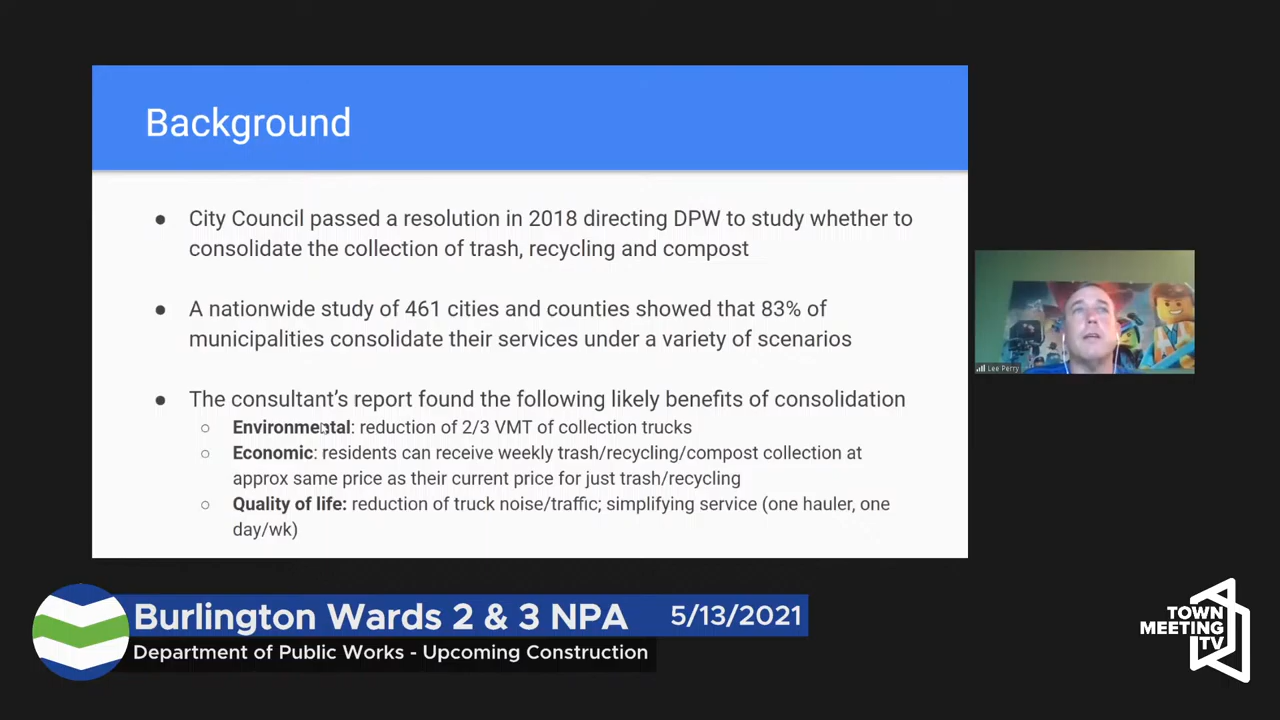 Background
● City Council passed a resolution in 2018 directing DPW to study whether to
consolidate the collection of trash, recycling and compost
● A nationwide study of 461 cities and counties showed that 83% of
municipalities consolidate their services under a variety of scenarios
● The consultant's report found the following likely benefits of consolidation
○ Environmental: reduction of 2/3 VMT of collection trucks
○ Economic: residents can receive weekly trash/recycling/compost collection at
approx same price as their current price for just trash/recycling
○ Quality of life: reduction of truck noise/traffic; simplifying service (one hauler, one
day/wk)
Lee Perry
Burlington Wards 2 & 3 NPA 5/13/2021
Department of Public Works - Upcoming Construction
TOWN
MEETING
TV